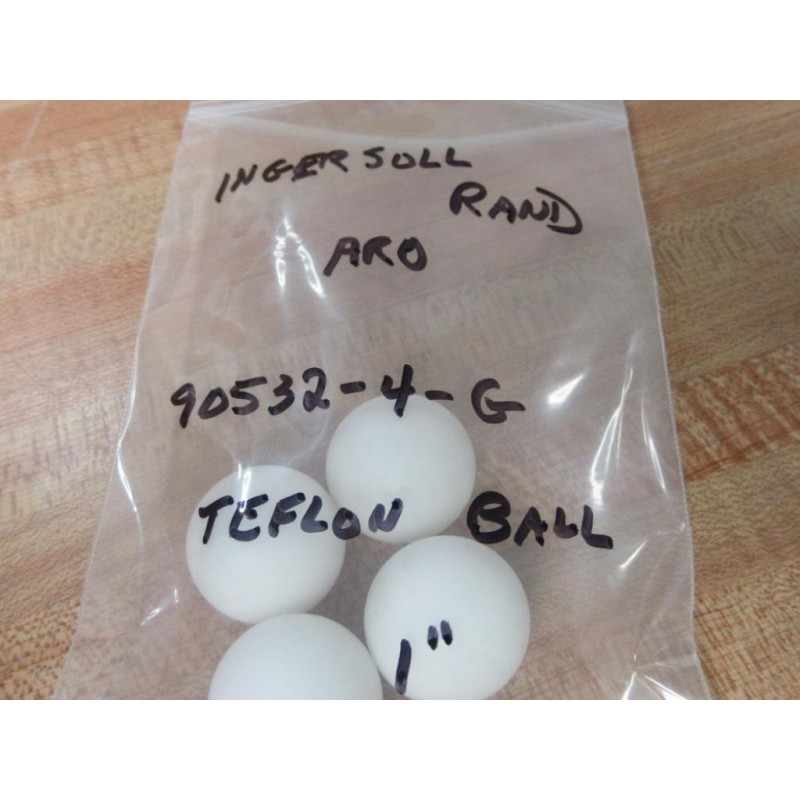 INGERSOLL
RAND
ARO
90532-4-G
TEFLON BALL
1"